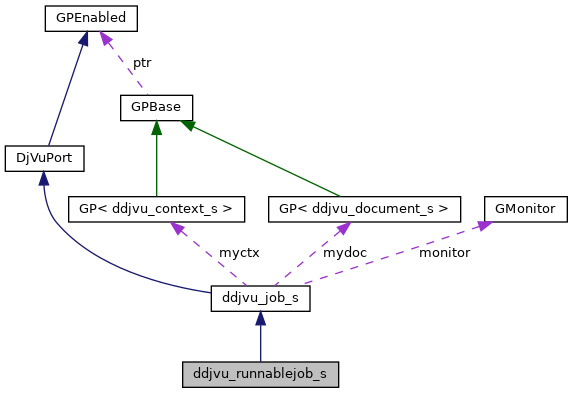 GPEnabled
ptr
GPBase
DjVuPort
GP< ddjvu_context_s >
GP< ddjvu_document_s >
GMonitor
myctx
mydoc
monitor
ddjvu_job_s
ddjvu_runnablejob_s